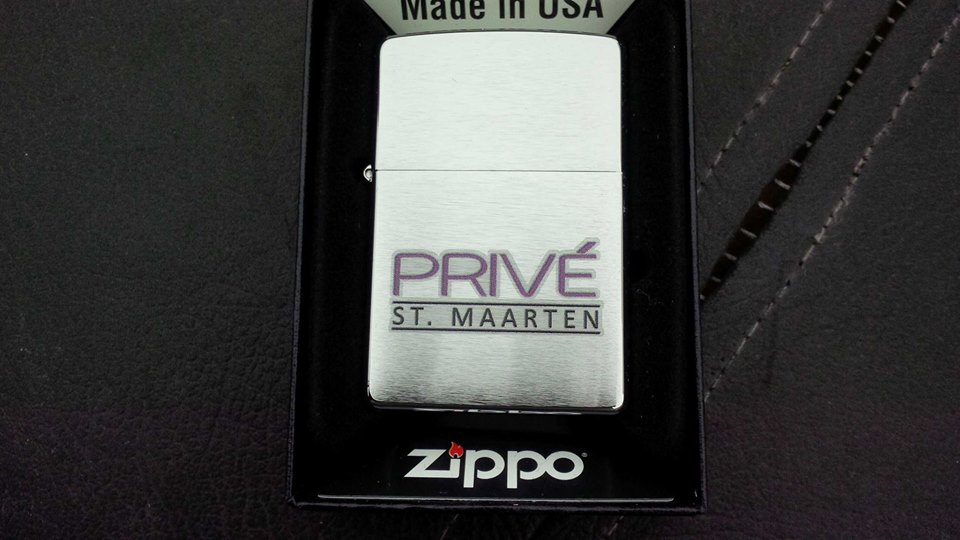 Made in USA
PRIVÉ
ST. MAARTEN
zippo®